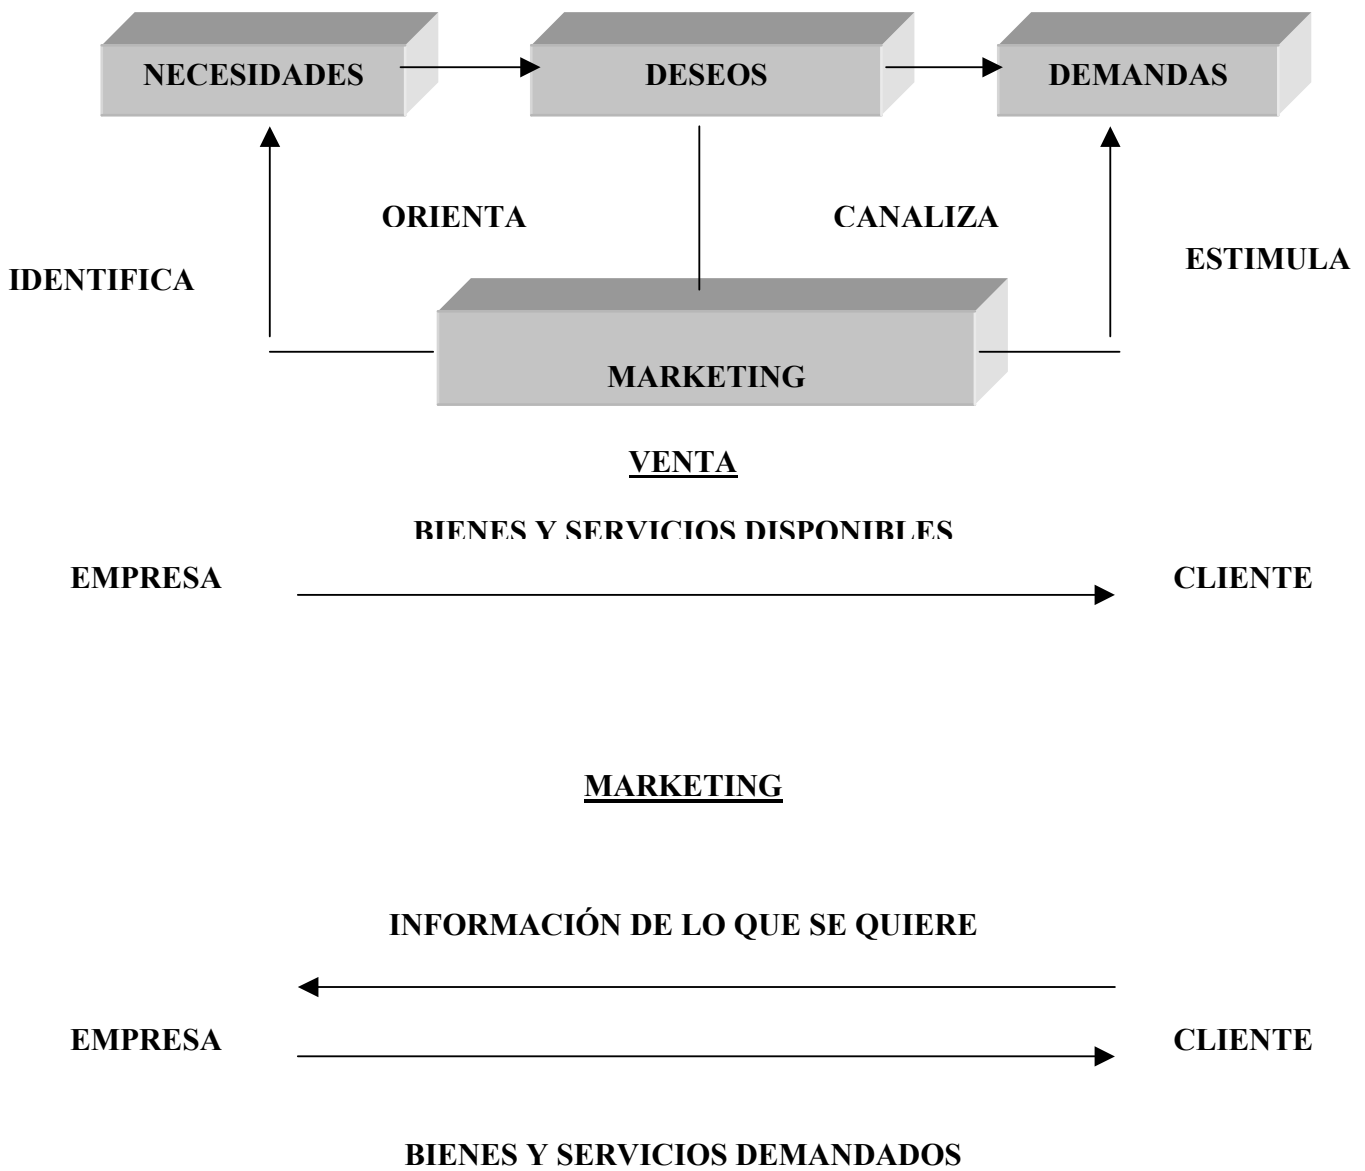 NECESIDADES DESEOS DEMANDAS
ORIENTA CANALIZA
ESTIMULA
IDENTIFICA
MARKETING
VENTA
BIENES Y SERVICIOS DISPONIBLES
EMPRESA CLIENTE
MARKETING
INFORMACIÓN DE LO QUE SE QUIERE
EMPRESA CLIENTE
BIENES Y SERVICIOS DEMANDADOS